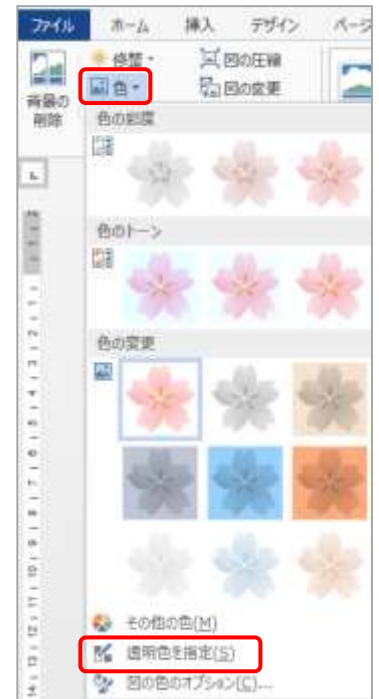 ファイル ホーム 挿入 デザイン ページ
修整 図の圧縮
色 図の変更
背景の
削除
色の彩度
色のトーン
色の変更
その他の色(M)
透明色を指定(S)
図の色のオプション(C)...